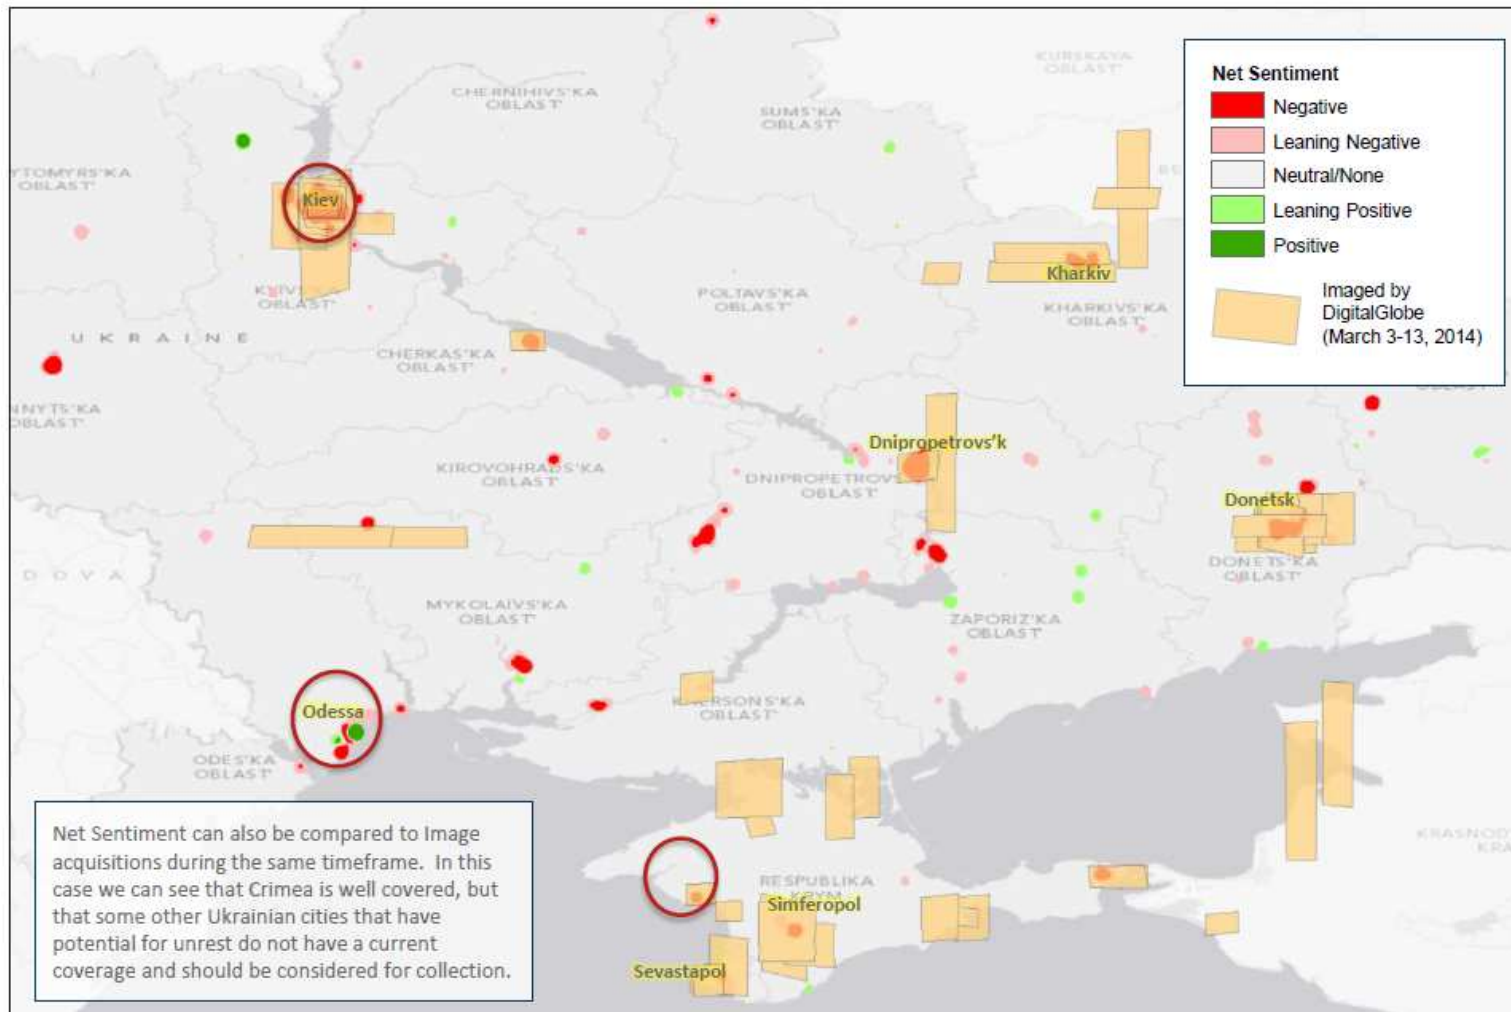 KURSKAYA
OBLAST'
Net Sentiment
Negative
Leaning Negative
Neutral/None
Leaning Positive
Positive
Imaged by
DigitalGlobe
(March 3-13, 2014)
CHERNIHIVS'KA
OBLAST'
SUMS'KA
OBLAST'
YTOMYRS'KA
OBLAST'
Kiev
Kharkiv
OBLAST'
POLTAVS'KA
OBLAST'
KHARKIVS'KA
OBLAST'
UKRAINE
CHERKAS'KA
OBLAST'
NNYTS'KA
OBLAST'
Dnipropetrovs'k
KIROVOHRADS'KA
OBLAST'
DNIPROPETROVS
OBLAST'
Donetsk
DONETS'KA
OBLAST'
DOVA
MYKOLAIVS'KA
OBLAST'
ZAPORIZ'KA
OBLAST'
Odessa
KHERSONS'KA
OBLAST'
ODES'KA
OBLAST'
KRASNOD
KRA
RESPUBLIKA
KRYM
Simferopol
Sevastapol
Net Sentiment can also be compared to Image
acquisitions during the same timeframe. In this
case we can see that Crimea is well covered, but
that some other Ukrainian cities that have
potential for unrest do not have a current
coverage and should be considered for collection.